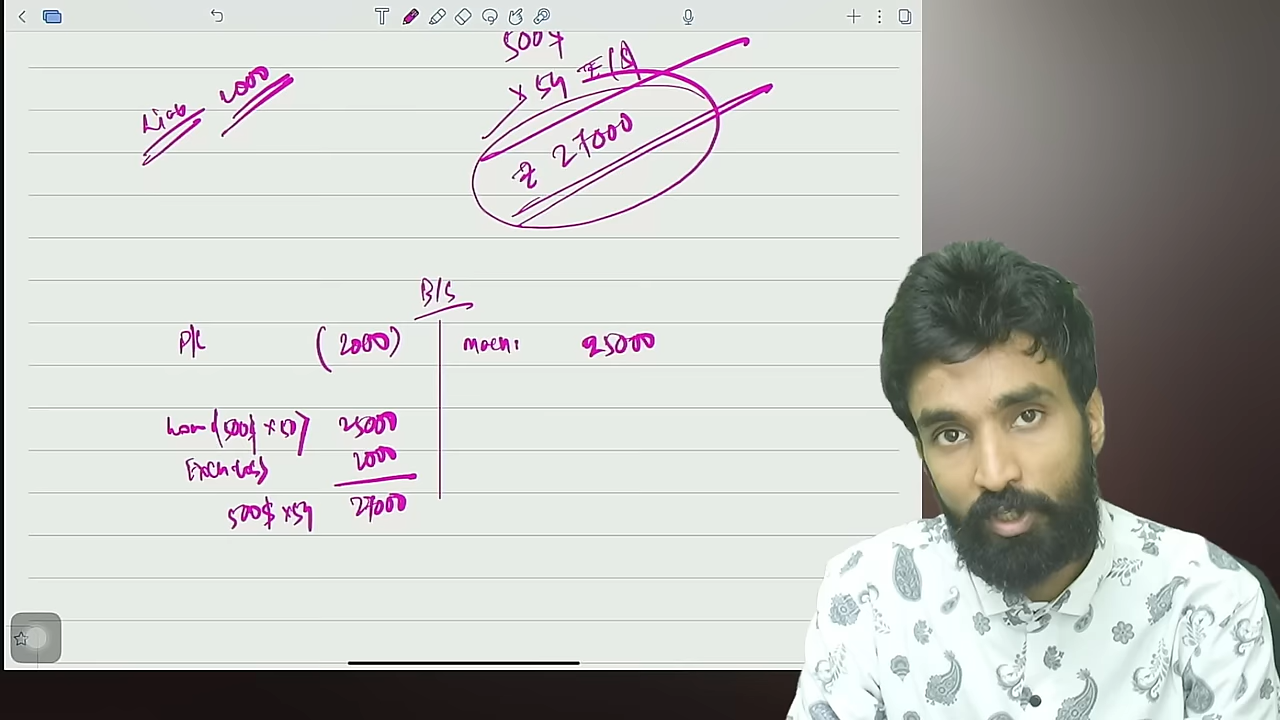 500$
Liab 2000
x 54 ₹/$
₹ 27000
B/S
P/L (2000) mach: 25000
Loan (500$ x 50) 25000
Exch loss 2000
500$ x 54 27000